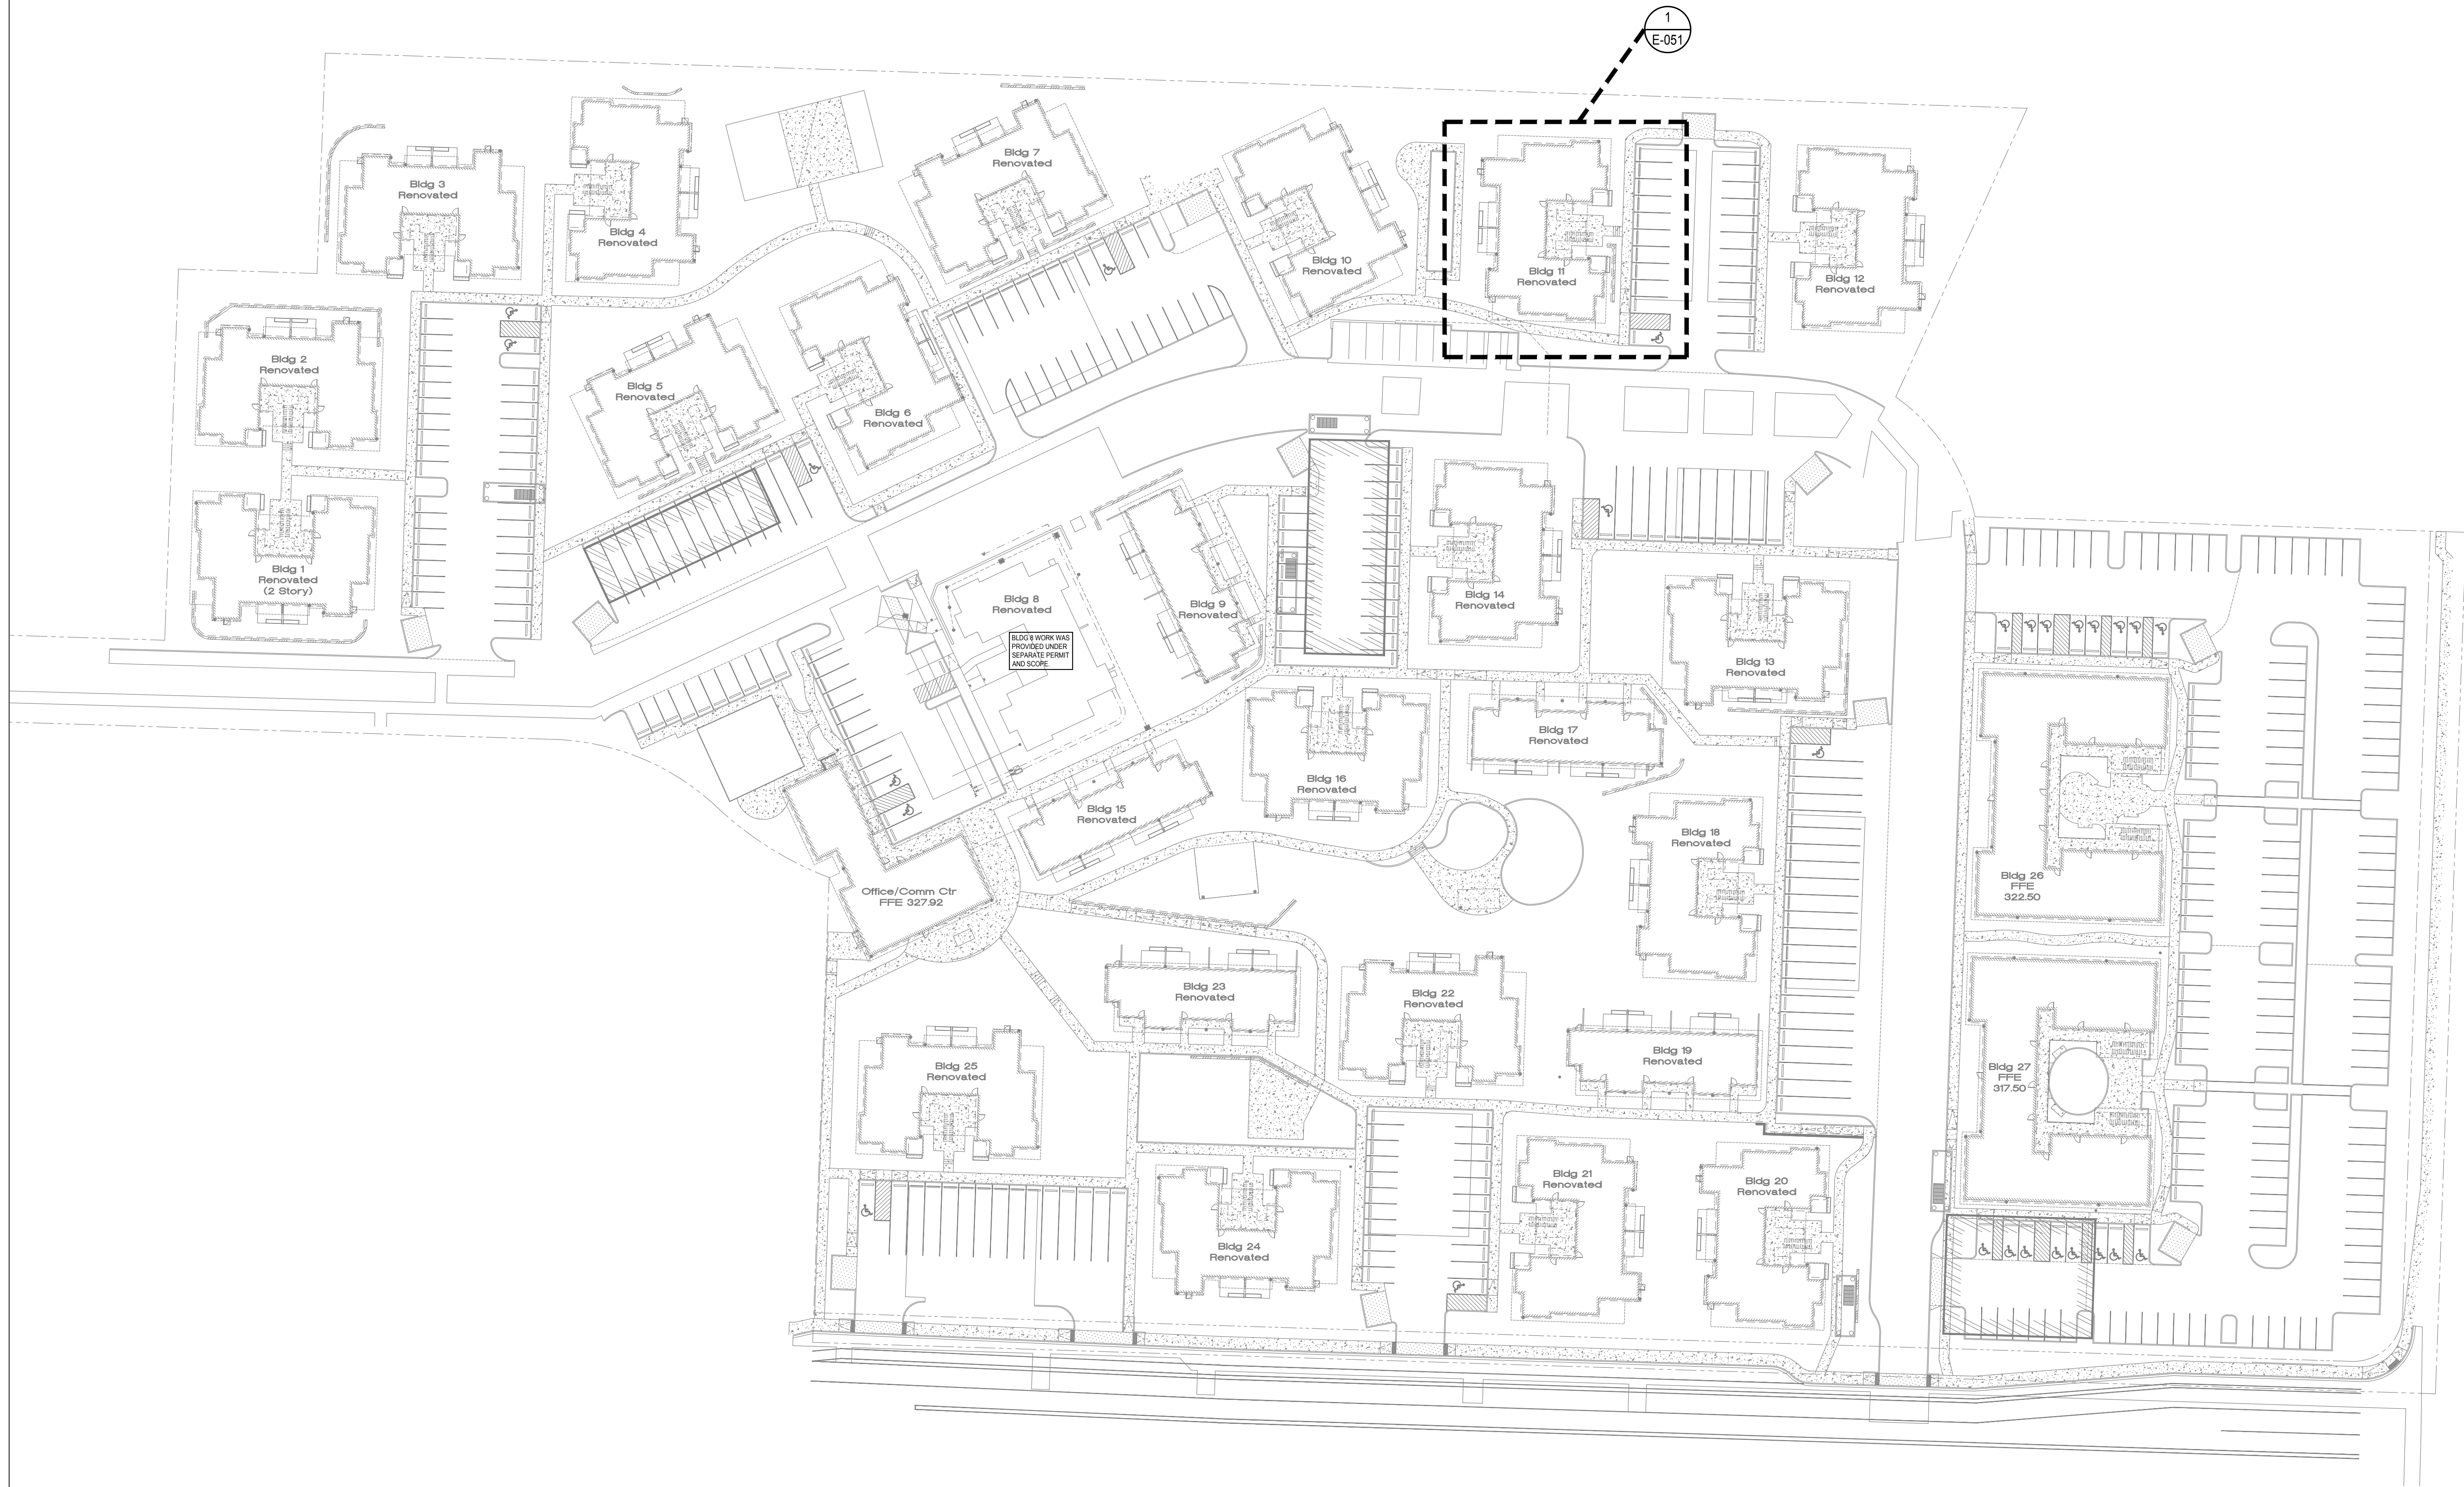 1
E-051
Bldg 3
Renovated
Bldg 4
Renovated
Bldg 7
Renovated
Bldg 10
Renovated
Bldg 11
Renovated
Bldg 12
Renovated
Bldg 2
Renovated
Bldg 5
Renovated
Bldg 6
Renovated
Bldg 1
Renovated
(2 Story)
Bldg 8
Renovated
BLDG 8 WORK WAS
PROVIDED UNDER
SEPARATE PERMIT
AND SCOPE.
Bldg 9
Renovated
Bldg 14
Renovated
Bldg 13
Renovated
Bldg 17
Renovated
Bldg 16
Renovated
Bldg 15
Renovated
Bldg 18
Renovated
Office/Comm Ctr
FFE 327.92
Bldg 26
FFE
322.50
Bldg 23
Renovated
Bldg 22
Renovated
Bldg 19
Renovated
Bldg 25
Renovated
Bldg 27
FFE
317.50
Bldg 21
Renovated
Bldg 20
Renovated
Bldg 24
Renovated